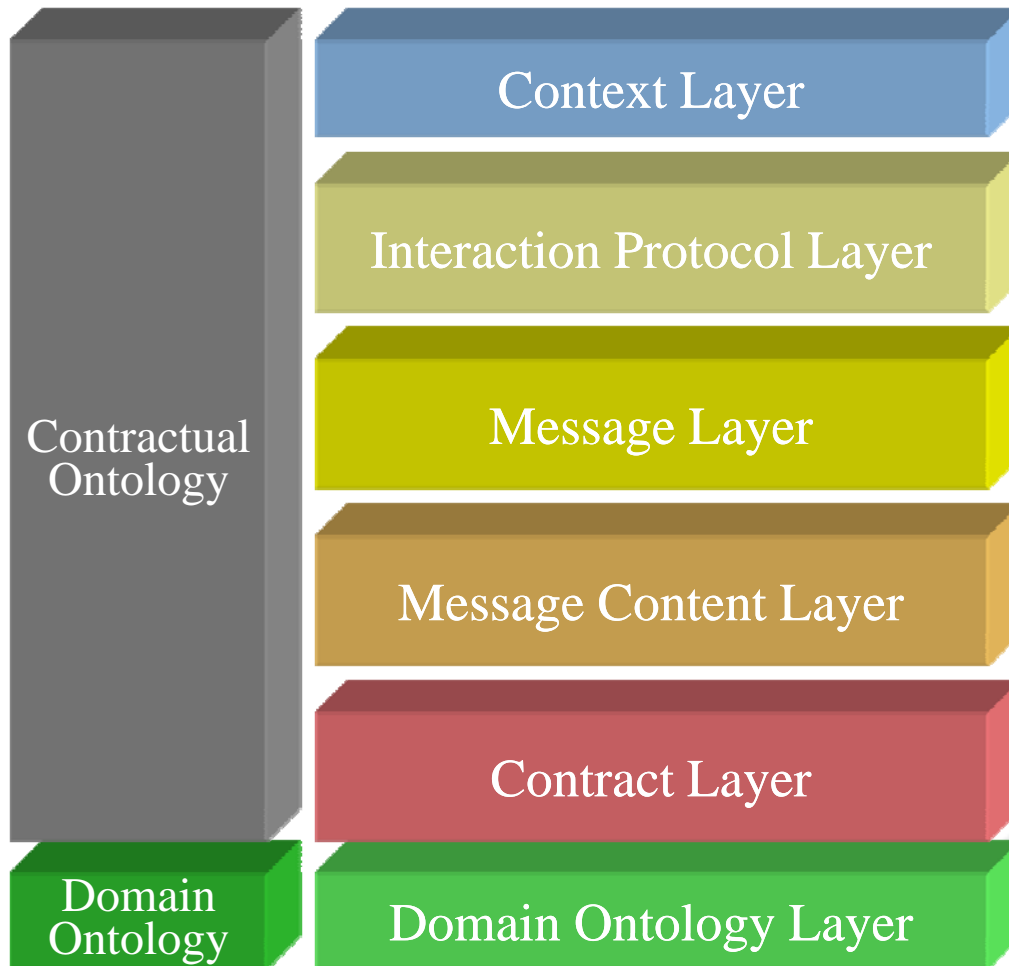 Context Layer
Interaction Protocol Layer
Message Layer
Contractual
Ontology
Message Content Layer
Contract Layer
Domain
Ontology
Domain Ontology Layer